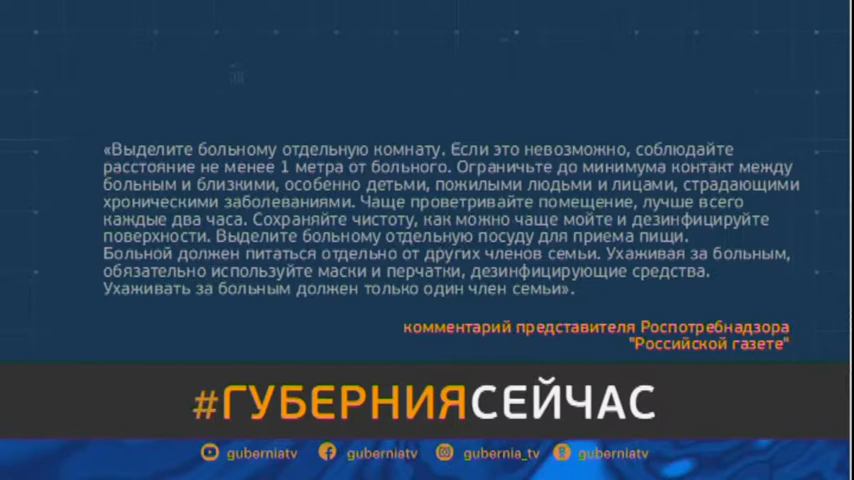 «Выделите больному отдельную комнату. Если это невозможно, соблюдайте
расстояние не менее 1 метра от больного. Ограничьте до минимума контакт между
больным и близкими, особенно детьми, пожилыми людьми и лицами, страдающими
хроническими заболеваниями. Чаще проветривайте помещение, лучше всего
каждые два часа. Сохраняйте чистоту, как можно чаще мойте и дезинфицируйте
поверхности. Выделите больному отдельную посуду для приема пищи.
Больной должен питаться отдельно от других членов семьи. Ухаживая за больным,
обязательно используйте маски и перчатки, дезинфицирующие средства.
Ухаживать за больным должен только один член семьи».
комментарий представителя Роспотребнадзора
"Российской газете"
#ГУБЕРНИЯСЕЙЧАС
guberniatv guberniatv gubernia_tv guberniatv